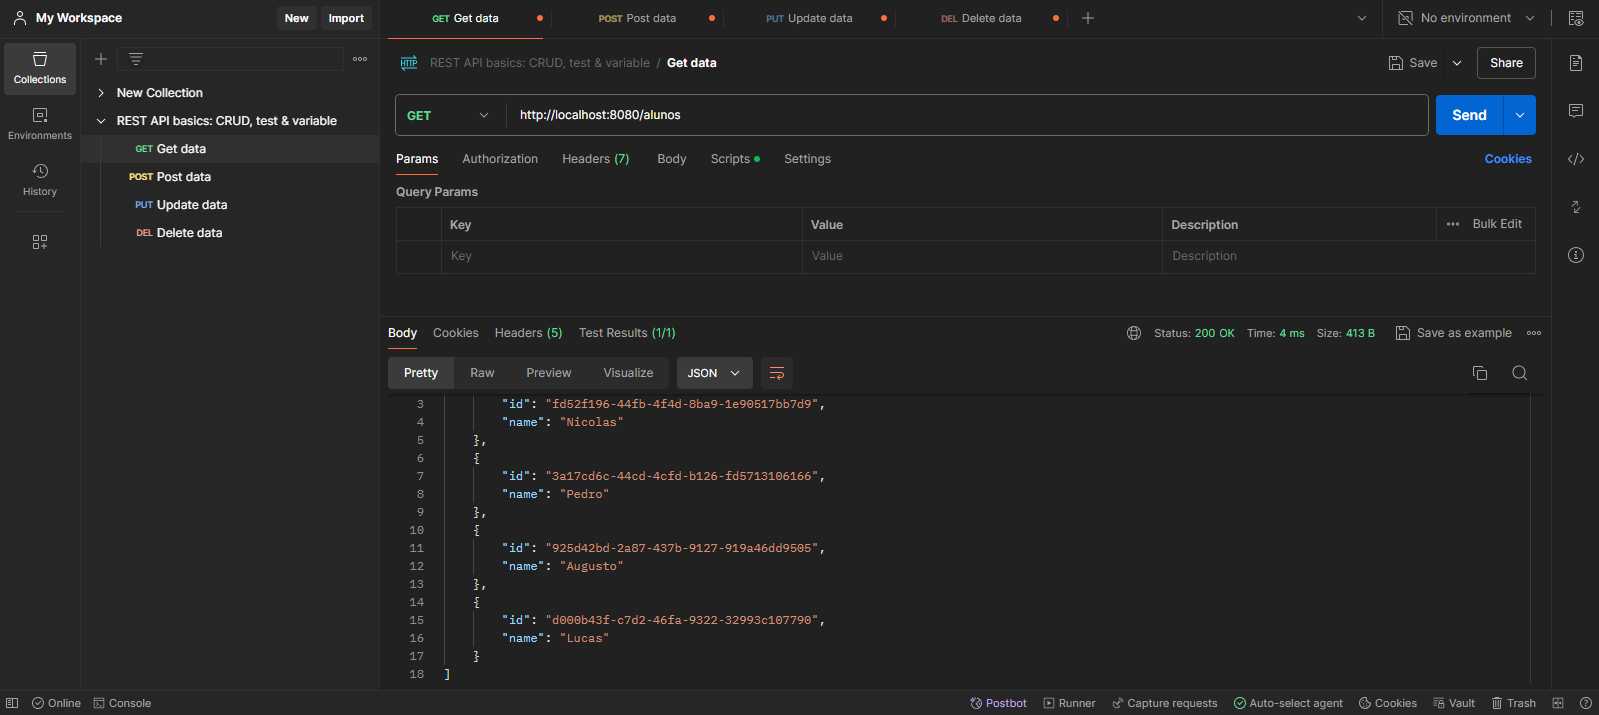 My Workspace
New
Import
GET Get data
POST Post data
PUT Update data
DEL Delete data
No environment
Collections
Environments
History
New Collection
REST API basics: CRUD, test & variable
GET Get data
POST Post data
PUT Update data
DEL Delete data
HTTP REST API basics: CRUD, test & variable / Get data
Save
Share
GET http://localhost:8080/alunos
Send
Params Authorization Headers (7) Body Scripts Settings
Cookies
Query Params
Key Value Description Bulk Edit
Key Value Description
Body Cookies Headers (5) Test Results (1/1)
Status: 200 OK Time: 4 ms Size: 413 B Save as example
Pretty Raw Preview Visualize JSON
3 "id": "fd52f196-44fb-4f4d-8ba9-1e90517bb7d9",
4 "name": "Nicolas"
5 },
6 {
7 "id": "3a17cd6c-44cd-4cfd-b126-fd5713106166",
8 "name": "Pedro"
9 },
10 {
11 "id": "925d42bd-2a87-437b-9127-919a46dd9505",
12 "name": "Augusto"
13 },
14 {
15 "id": "d000b43f-c7d2-46fa-9322-32993c107790",
16 "name": "Lucas"
17 }
18 ]
Online Console
Postbot Runner Capture requests Auto-select agent Cookies Vault Trash